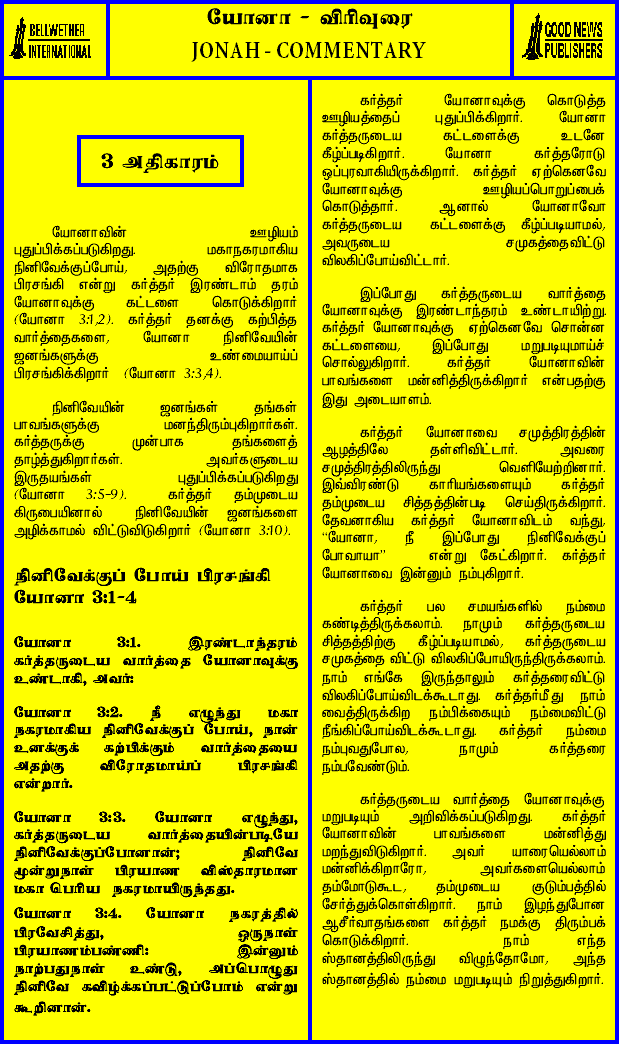 யோனா - விரிவுரை
BELLWETHER
INTERNATIONAL
JONAH - COMMENTARY
GOOD NEWS
PUBLISHERS
3 அதிகாரம்
யோனாவின் ஊழியம்
புதுப்பிக்கப்படுகிறது. மகாநகரமாகிய
நினிவேக்குப்போய், அதற்கு விரோதமாக
பிரசங்கி என்று கர்த்தர் இரண்டாம் தரம்
யோனாவுக்கு கட்டளை கொடுக்கிறார்
(யோனா 3:1,2). கர்த்தர் தனக்கு கற்பித்த
வார்த்தைகளை, யோனா நினிவேயின்
ஜனங்களுக்கு உண்மையாய்ப்
பிரசங்கிக்கிறார் (யோனா 3:3,4).
நினிவேயின் ஜனங்கள் தங்கள்
பாவங்களுக்கு மனந்திரும்புகிறார்கள்.
கர்த்தருக்கு முன்பாக தங்களைத்
தாழ்த்துகிறார்கள். அவர்களுடைய
இருதயங்கள் புதுப்பிக்கப்படுகிறது
(யோனா 3:5-9). கர்த்தர் தம்முடைய
கிருபையினால் நினிவேயின் ஜனங்களை
அழிக்காமல் விட்டுவிடுகிறார் (யோனா 3:10).
நினிவேக்குப் போய் பிரசங்கி
யோனா 3:1-4
யோனா 3:1. இரண்டாந்தரம்
கர்த்தருடைய வார்த்தை யோனாவுக்கு
உண்டாகி, அவர்:
யோனா 3:2. நீ எழுந்து மகா
நகரமாகிய நினிவேக்குப் போய், நான்
உனக்குக் கற்பிக்கும் வார்த்தையை
அதற்கு விரோதமாய்ப் பிரசங்கி
என்றார்.
யோனா 3:3. யோனா எழுந்து,
கர்த்தருடைய வார்த்தையின்படியே
நினிவேக்குப்போனான்; நினிவே
மூன்றுநாள் பிரயாண விஸ்தாரமான
மகா பெரிய நகரமாயிருந்தது.
யோனா 3:4. யோனா நகரத்தில்
பிரவேசித்து, ஒருநாள்
பிரயாணம்பண்ணி: இன்னும்
நாற்பதுநாள் உண்டு, அப்பொழுது
நினிவே கவிழ்க்கப்பட்டுப்போம் என்று
கூறினான்.
கர்த்தர் யோனாவுக்கு கொடுத்த
ஊழியத்தைப் புதுப்பிக்கிறார். யோனா
கர்த்தருடைய கட்டளைக்கு உடனே
கீழ்ப்படிகிறார். யோனா கர்த்தரோடு
ஒப்புரவாகியிருக்கிறார். கர்த்தர் ஏற்கெனவே
யோனாவுக்கு ஊழியப்பொறுப்பைக்
கொடுத்தார். ஆனால் யோனாவோ
கர்த்தருடைய கட்டளைக்கு கீழ்ப்படியாமல்,
அவருடைய சமுகத்தைவிட்டு
விலகிப்போய்விட்டார்.
இப்போது கர்த்தருடைய வார்த்தை
யோனாவுக்கு இரண்டாந்தரம் உண்டாயிற்று.
கர்த்தர் யோனாவுக்கு ஏற்கெனவே சொன்ன
கட்டளையை, இப்போது மறுபடியுமாய்ச்
சொல்லுகிறார். கர்த்தர் யோனாவின்
பாவங்களை மன்னித்திருக்கிறார் என்பதற்கு
இது அடையாளம்.
கர்த்தர் யோனாவை சமுத்திரத்தின்
ஆழத்திலே தள்ளிவிட்டார். அவரை
சமுத்திரத்திலிருந்து வெளியேற்றினார்.
இவ்விரண்டு காரியங்களையும் கர்த்தர்
தம்முடைய சித்தத்தின்படி செய்திருக்கிறார்.
தேவனாகிய கர்த்தர் யோனாவிடம் வந்து,
“யோனா, நீ இப்போது நினிவேக்குப்
போவாயா” என்று கேட்கிறார். கர்த்தர்
யோனாவை இன்னும் நம்புகிறார்.
கர்த்தர் பல சமயங்களில் நம்மை
கண்டித்திருக்கலாம். நாமும் கர்த்தருடைய
சித்தத்திற்கு கீழ்ப்படியாமல், கர்த்தருடைய
சமுகத்தை விட்டு விலகிப்போயிருந்திருக்கலாம்.
நாம் எங்கே இருந்தாலும் கர்த்தரைவிட்டு
விலகிப்போய்விடக்கூடாது. கர்த்தர்மீது நாம்
வைத்திருக்கிற நம்பிக்கையும் நம்மைவிட்டு
நீங்கிப்போய்விடக்கூடாது. கர்த்தர் நம்மை
நம்புவதுபோல, நாமும் கர்த்தரை
நம்பவேண்டும்.
கர்த்தருடைய வார்த்தை யோனாவுக்கு
மறுபடியும் அறிவிக்கப்படுகிறது. கர்த்தர்
யோனாவின் பாவங்களை மன்னித்து
மறந்துவிடுகிறார். அவர் யாரையெல்லாம்
மன்னிக்கிறாரோ, அவர்களையெல்லாம்
தம்மோடுகூட, தம்முடைய குடும்பத்தில்
சேர்த்துக்கொள்கிறார். நாம் இழந்துபோன
ஆசீர்வாதங்களை கர்த்தர் நமக்கு திரும்பக்
கொடுக்கிறார். நாம் எந்த
ஸ்தானத்திலிருந்து விழுந்தோமோ, அந்த
ஸ்தானத்தில் நம்மை மறுபடியும் நிறுத்துகிறார்.